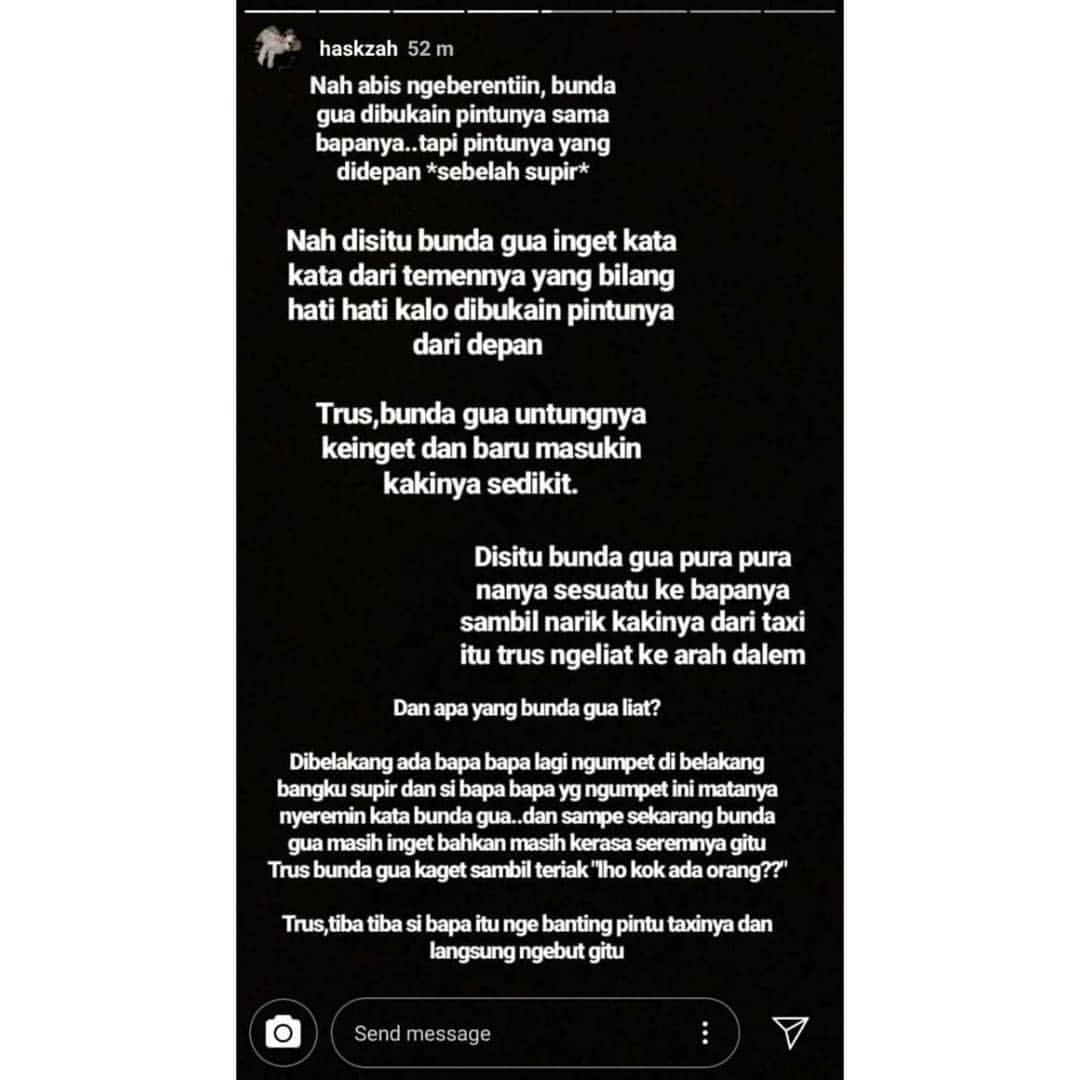 haskzah 52 m
Nah abis ngeberentiin, bunda
gua dibukain pintunya sama
bapanya..tapi pintunya yang
didepan *sebelah supir*
Nah disitu bunda gua inget kata
kata dari temennya yang bilang
hati hati kalo dibukain pintunya
dari depan
Trus,bunda gua untungnya
keinget dan baru masukin
kakinya sedikit.
Disitu bunda gua pura pura
nanya sesuatu ke bapanya
sambil narik kakinya dari taxi
itu trus ngeliat ke arah dalem
Dan apa yang bunda gua liat?
Dibelakang ada bapa bapa lagi ngumpet di belakang
bangku supir dan si bapa bapa yg ngumpet ini matanya
nyeremin kata bunda gua..dan sampe sekarang bunda
gua masih inget bahkan masih kerasa seremnya gitu
Trus bunda gua kaget sambil teriak "lho kok ada orang??"
Trus,tiba tiba si bapa itu nge banting pintu taxinya dan
langsung ngebut gitu
Send message